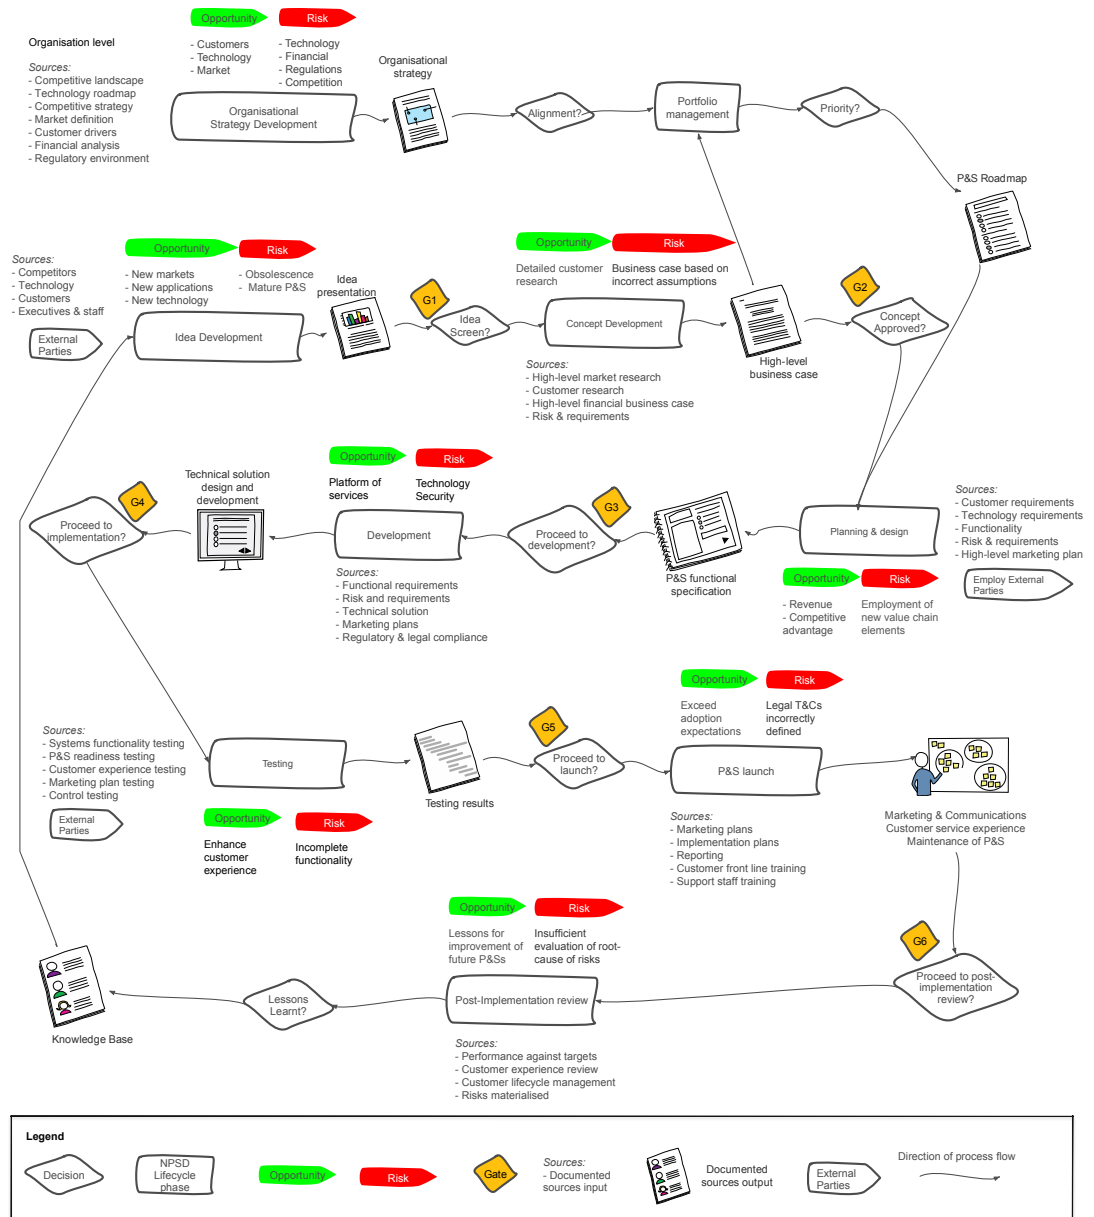 Opportunity
Risk
Organisation level
- Customers
- Technology
- Market
- Technology
- Financial
- Regulations
- Competition
Sources:
- Competitive landscape
- Technology roadmap
- Competitive strategy
- Market definition
- Customer drivers
- Financial analysis
- Regulatory environment
Organisational
Strategy Development
Organisational
strategy
Alignment?
Portfolio
management
Priority?
P&S Roadmap
Sources:
- Competitors
- Technology
- Customers
- Executives & staff
External
Parties
Opportunity
Risk
- New markets
- New applications
- New technology
- Obsolescence
- Mature P&S
Idea Development
Idea
presentation
G1
Idea
Screen?
Opportunity
Risk
Detailed customer
research
Business case based on
incorrect assumptions
Concept Development
Sources:
- High-level market research
- Customer research
- High-level financial business case
- Risk & requirements
High-level
business case
G2
Concept
Approved?
Technical solution
design and
development
G4
Proceed to
implementation?
Opportunity
Risk
Platform of
services
Technology
Security
Development
Sources:
- Functional requirements
- Risk and requirements
- Technical solution
- Marketing plans
- Regulatory & legal compliance
G3
Proceed to
development?
P&S functional
specification
Planning & design
- Customer requirements
- Technology requirements
- Functionality
- Risk & requirements
- High-level marketing plan
Sources:
Employ External
Parties
Opportunity
Risk
- Revenue
- Competitive
advantage
Employment of
new value chain
elements
Sources:
- Systems functionality testing
- P&S readiness testing
- Customer experience testing
- Marketing plan testing
- Control testing
External
Parties
Testing
Opportunity
Risk
Enhance
customer
experience
Incomplete
functionality
Testing results
G5
Proceed to
launch?
Opportunity
Risk
Exceed
adoption
expectations
Legal T&Cs
incorrectly
defined
P&S launch
Sources:
- Marketing plans
- Implementation plans
- Reporting
- Customer front line training
- Support staff training
Marketing & Communications
Customer service experience
Maintenance of P&S
G6
Proceed to post-
implementation
review?
Opportunity
Risk
Lessons for
improvement of
future P&Ss
Insufficient
evaluation of root-
cause of risks
Post-Implementation review
Sources:
- Performance against targets
- Customer experience review
- Customer lifecycle management
- Risks materialised
Lessons
Learnt?
Knowledge Base
Legend
Decision
NPSD
Lifecycle
phase
Opportunity
Risk
Gate
Sources:
- Documented
sources input
Documented
sources output
External
Parties
Direction of process flow